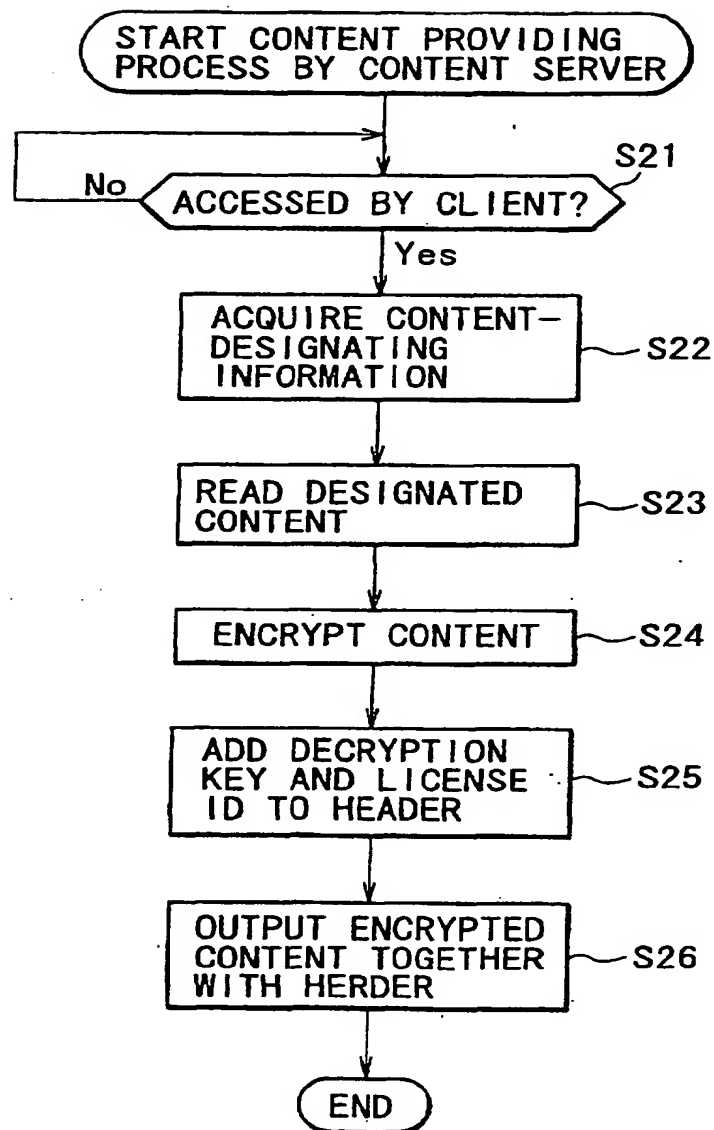 START CONTENT PROVIDING
PROCESS BY CONTENT SERVER
S21
No
ACCESSED BY CLIENT?
Yes
ACQUIRE CONTENT-
DESIGNATING
INFORMATION
S22
READ DESIGNATED
CONTENT
S23
ENCRYPT CONTENT
S24
ADD DECRYPTION
KEY AND LICENSE
ID TO HEADER
S25
OUTPUT ENCRYPTED
CONTENT TOGETHER
WITH HERDER
S26
END